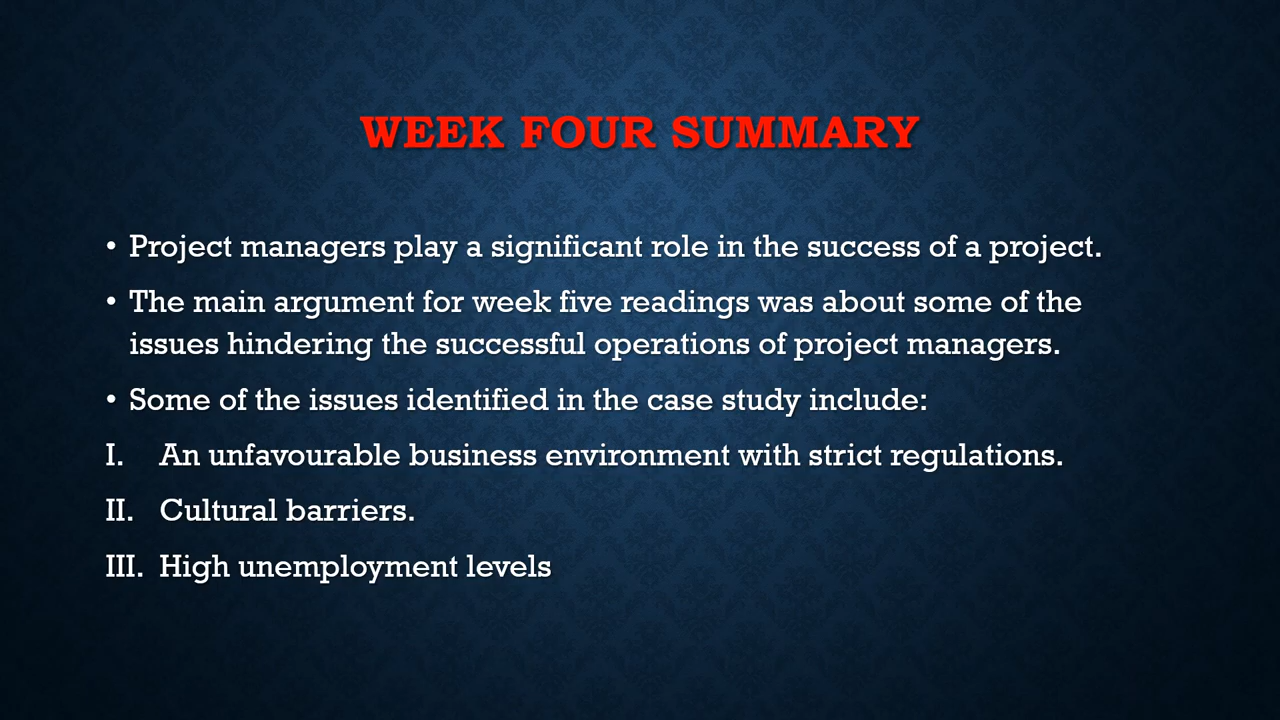 WEEK FOUR SUMMARY
• Project managers play a significant role in the success of a project.
• The main argument for week five readings was about some of the
issues hindering the successful operations of project managers.
• Some of the issues identified in the case study include:
I. An unfavourable business environment with strict regulations.
II. Cultural barriers.
III. High unemployment levels